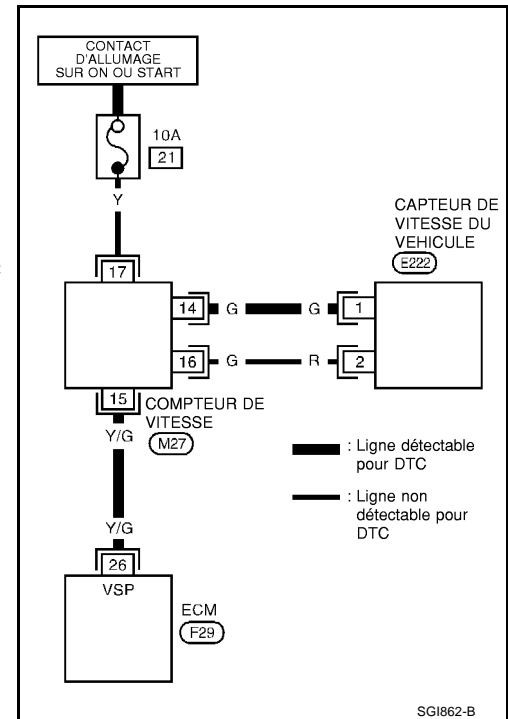 CONTACT
D'ALLUMAGE
SUR ON OU START
10A
21
Y
17
CAPTEUR DE
VITESSE DU
VEHICULE
E222
14
G
G
1
16
G
R
2
15
COMPTEUR DE
VITESSE
M27
Y/G
: Ligne détectable
pour DTC
: Ligne non
détectable pour
DTC
Y/G
26
VSP
ECM
F29
SGI862-B